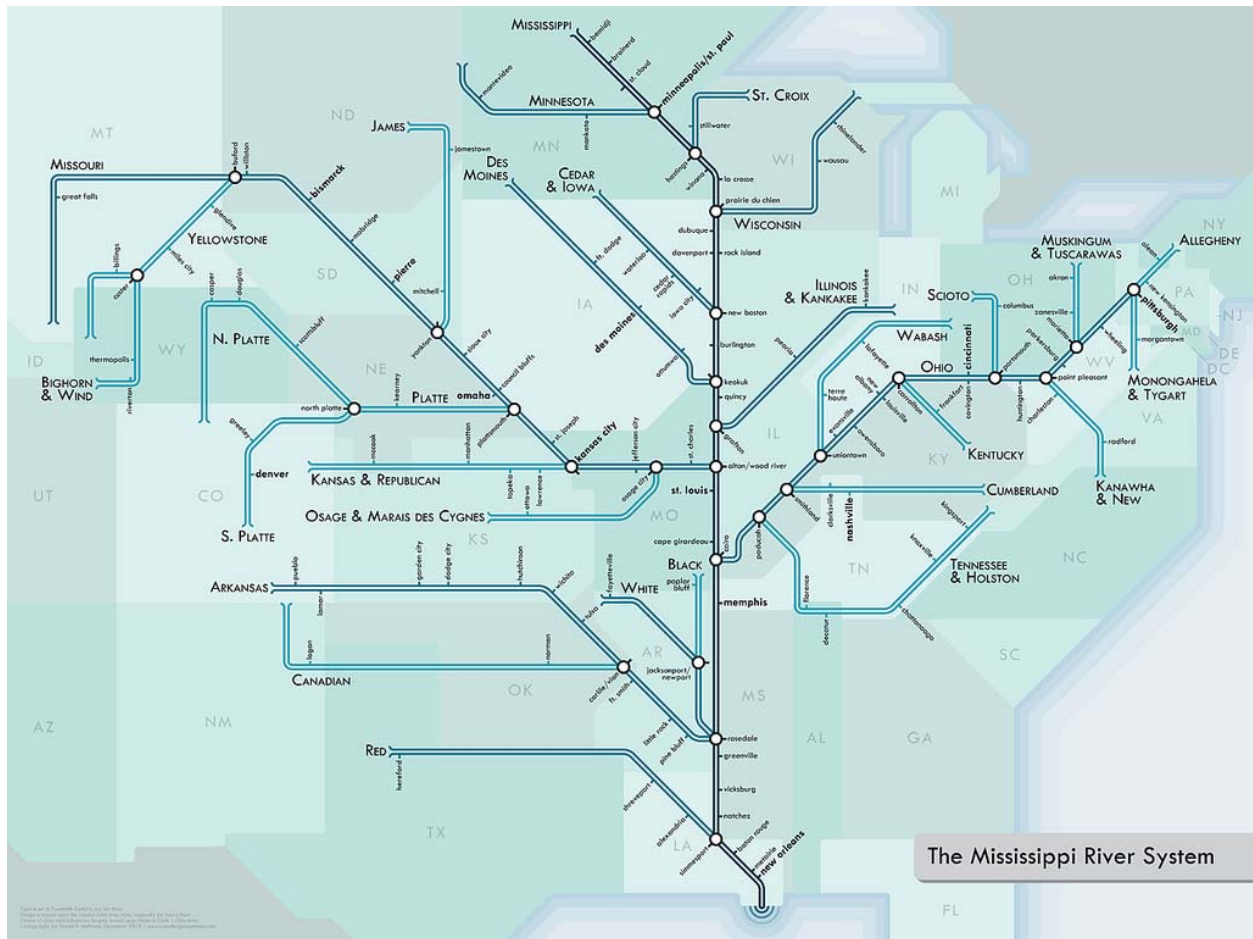 MISSISSIPPI
bemidji
brainerd
st. cloud
minneapolis/st. paul
montevideo
MINNESOTA
mankato
ST. CROIX
stillwater
hastings
winona
la crosse
rhinelander
wausau
prairie du chien
WISCONSIN
MT
ND
MN
WI
MI
NY
JAMES
jamestown
mitchell
MISSOURI
great falls
buford
williston
bismarck
mobridge
pierre
YELLOWSTONE
glendive
miles city
billings
custer
BIGHORN
& WIND
thermopolis
riverton
SD
ID
WY
NE
IA
yankton
sioux city
council bluffs
omaha
plattsmouth
st. joseph
kansas city
N. PLATTE
casper
douglas
scottsbluff
north platte
PLATTE
kearney
greeley
denver
S. PLATTE
UT
CO
DES
MOINES
ft. dodge
des moines
ottumwa
CEDAR
& IOWA
waterloo
cedar
rapids
iowa city
dubuque
davenport
rock island
new boston
burlington
keokuk
quincy
grafton
alton/wood river
st. louis
cape girardeau
cairo
memphis
ILLINOIS
& KANKAKEE
kankakee
peoria
IN
IL
WABASH
lafayette
terre
haute
OH
SCIOTO
columbus
MUSKINGUM
& TUSCARAWAS
akron
zanesville
marietta
parkersburg
ALLEGHENY
olean
new kensington
pittsburgh
PA
NJ
MD
DE
DC
wheeling
morgantown
MONONGAHELA
& TYGART
WV
VA
OHIO
cincinnati
portsmouth
point pleasant
huntington
charleston
radford
KANAWHA
& NEW
covington
frankfort
carrollton
KENTUCKY
new
albany
louisville
evansville
owensboro
uniontown
KY
smithland
CUMBERLAND
clarksville
nashville
paducah
TN
TENNESSEE
& HOLSTON
kingsport
knoxville
chattanooga
florence
decatur
NC
SC
KANSAS & REPUBLICAN
mccook
manhattan
topeka
ottawa
lawrence
jefferson city
osage city
st. charles
OSAGE & MARAIS DES CYGNES
KS
MO
ARKANSAS
pueblo
lamar
garden city
dodge city
hutchinson
wichita
tulsa
CANADIAN
logan
norman
carlile/vian
ft. smith
little rock
pine bluff
WHITE
fayetteville
BLACK
poplar
bluff
jacksonport/
newport
AR
OK
AZ
NM
MS
AL
GA
rosedale
greenville
vicksburg
natchez
RED
hereford
shreveport
alexandria
simmesport
TX
LA
baton rouge
metairie
new orleans
FL
The Mississippi River System